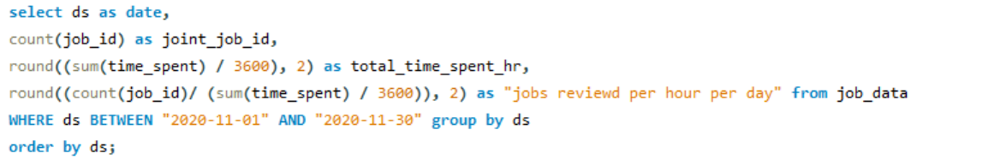 select ds as date,
count(job_id) as joint_job_id,
round((sum(time_spent) / 3600), 2) as total_time_spent_hr,
round((count(job_id)/ (sum(time_spent) / 3600)), 2) as "jobs reviewd per hour per day" from job_data
WHERE ds BETWEEN "2020-11-01" AND "2020-11-30" group by ds
order by ds;